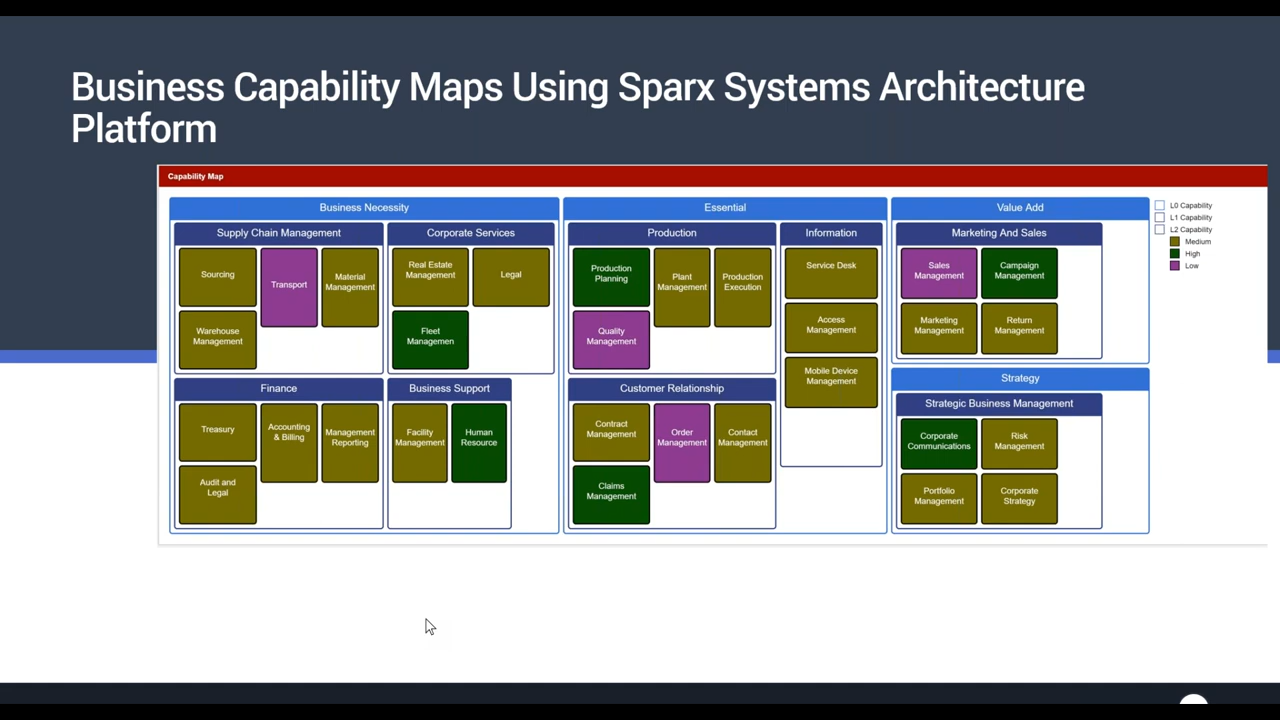 Business Capability Maps Using Sparx Systems Architecture
Platform
Capability Map
Business Necessity
Supply Chain Management
Sourcing
Transport
Material
Management
Warehouse
Management
Corporate Services
Real Estate
Management
Legal
Fleet
Managemen
Finance
Treasury
Accounting
& Billing
Management
Reporting
Audit and
Legal
Business Support
Facility
Management
Human
Resource
Essential
Production
Production
Planning
Plant
Management
Production
Execution
Quality
Management
Information
Service Desk
Access
Management
Mobile Device
Management
Customer Relationship
Contract
Management
Order
Management
Contact
Management
Claims
Management
Value Add
Marketing And Sales
Sales
Management
Campaign
Management
Marketing
Management
Return
Management
Strategy
Strategic Business Management
Corporate
Communications
Risk
Management
Portfolio
Management
Corporate
Strategy
L0 Capability
L1 Capability
L2 Capability
Medium
High
Low